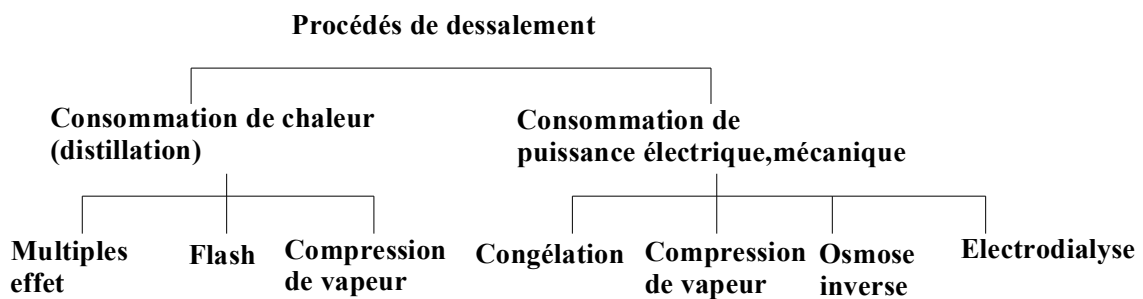 Procédés de dessalement
Consommation de chaleur
(distillation)
Consommation de
puissance électrique,mécanique
Multiples
effet
Flash
Compression
de vapeur
Congélation
Compression
de vapeur
Osmose
inverse
Electrodialyse